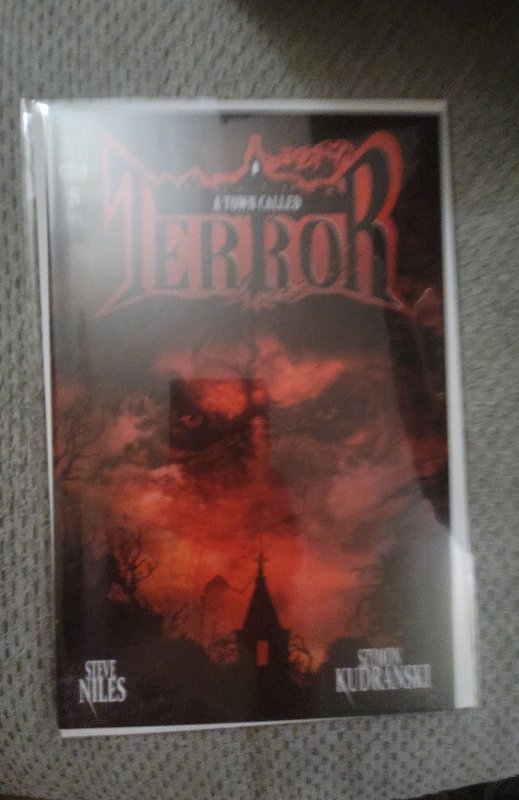 A TOWN CALLED
TERROR
STEVE
NILES
SZYMON
KUDRANSKI